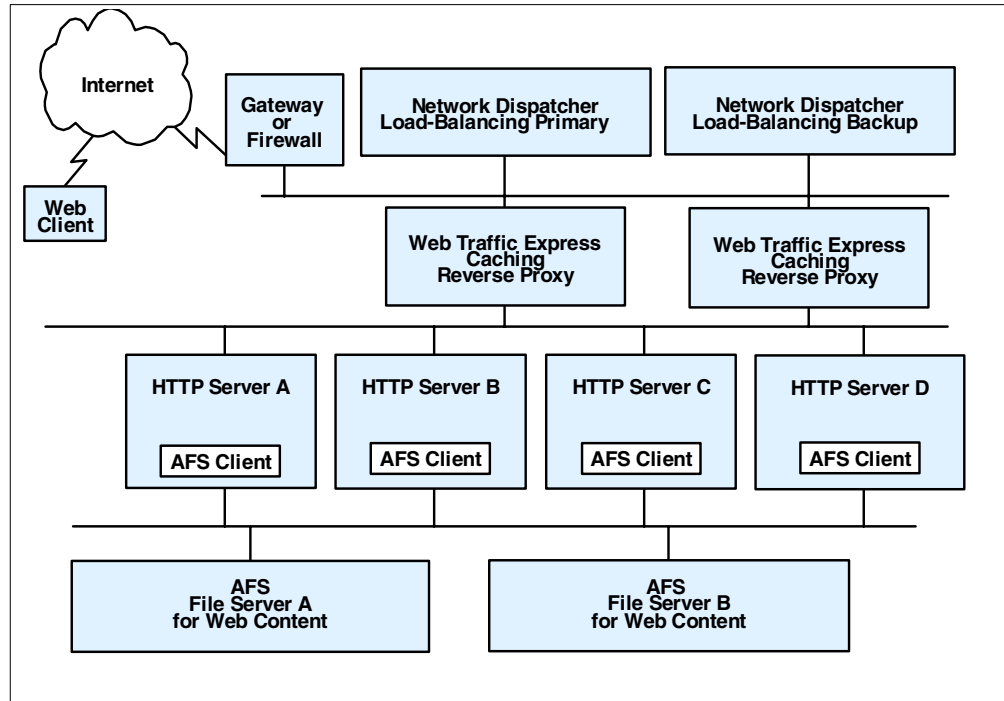 Internet
Gateway
or
Firewall
Network Dispatcher
Load-Balancing Primary
Network Dispatcher
Load-Balancing Backup
Web
Client
Web Traffic Express
Caching
Reverse Proxy
Web Traffic Express
Caching
Reverse Proxy
HTTP Server A
HTTP Server B
HTTP Server C
HTTP Server D
AFS Client
AFS Client
AFS Client
AFS Client
AFS
File Server A
for Web Content
AFS
File Server B
for Web Content